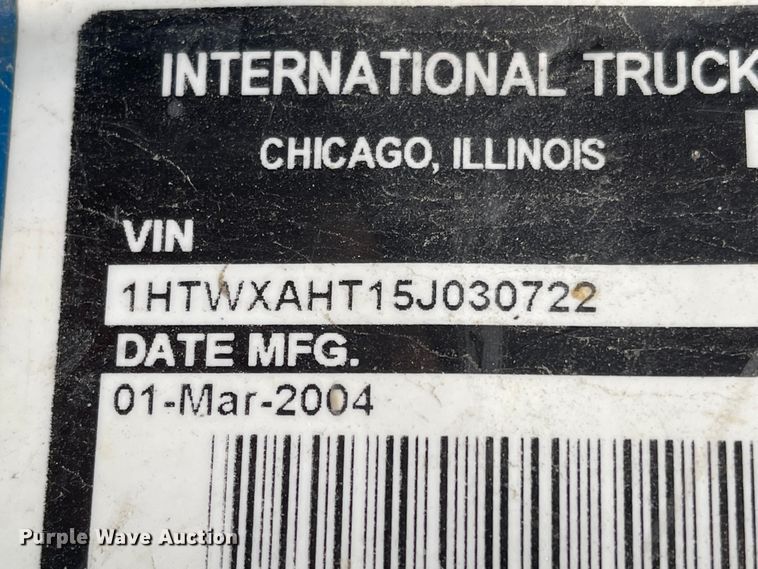 INTERNATIONAL TRUCK
CHICAGO, ILLINOIS
VIN
1HTWXAHT15J030722
DATE MFG.
01-Mar-2004
Purple Wave Auction